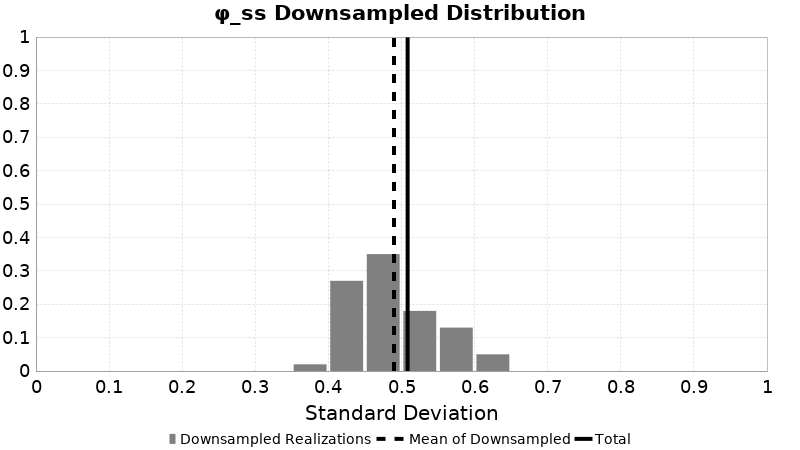 φ_ss Downsampled Distribution
1
0.9
0.8
0.7
0.6
0.5
0.4
0.3
0.2
0.1
0
0 0.1 0.2 0.3 0.4 0.5 0.6 0.7 0.8 0.9 1
Standard Deviation
Downsampled Realizations Mean of Downsampled Total